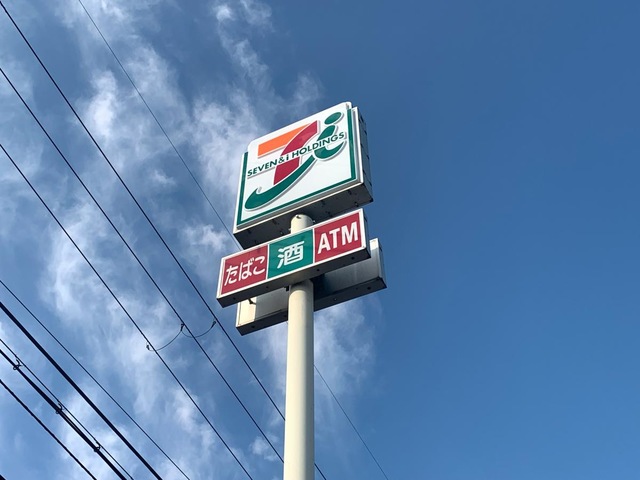 SEVEN & i HOLDINGS
たばこ 酒 ATM